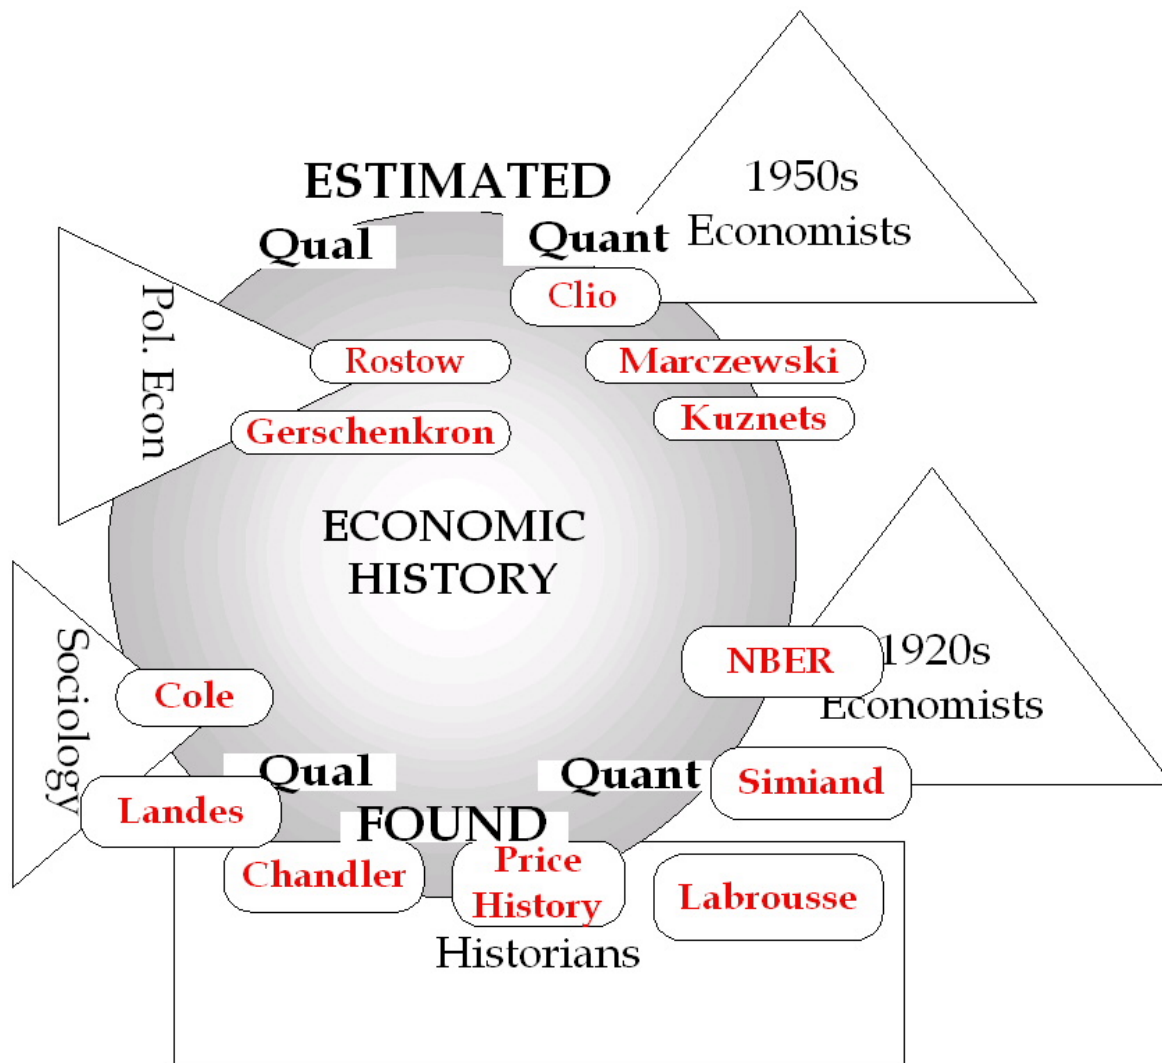 ESTIMATED
Qual
Quant
1950s
Economists
Clio
Pol. Econ
Rostow
Marczewski
Gerschenkron
Kuznets
ECONOMIC
HISTORY
Sociology
Cole
NBER
1920s
Economists
Qual
Quant
Simiand
Landes
FOUND
Chandler
Price
History
Labrousse
Historians